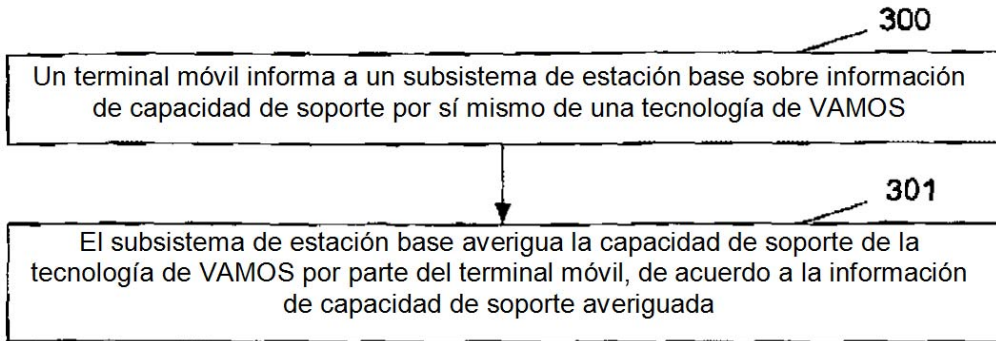 300
Un terminal móvil informa a un subsistema de estación base sobre información
de capacidad de soporte por sí mismo de una tecnología de VAMOS
301
El subsistema de estación base averigua la capacidad de soporte de la
tecnología de VAMOS por parte del terminal móvil, de acuerdo a la información
de capacidad de soporte averiguada